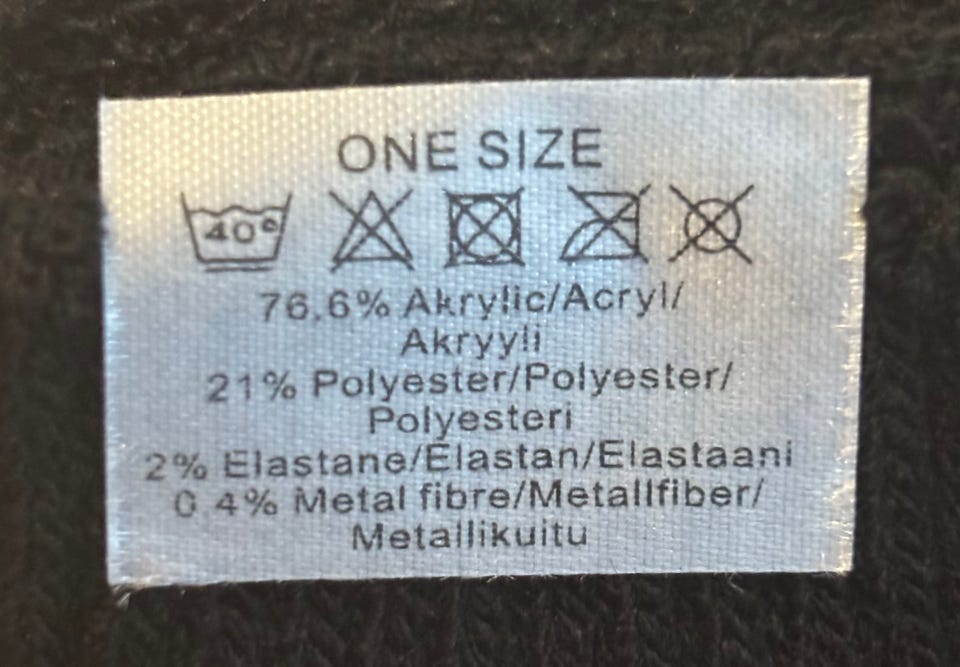 ONE SIZE
40°
76.6% Akrylic/Acryl/
Akryyli
21% Polyester/Polyester/
Polyesteri
2% Elastane/Elastan/Elastaani
0.4% Metal fibre/Metallfiber/
Metallikuitu